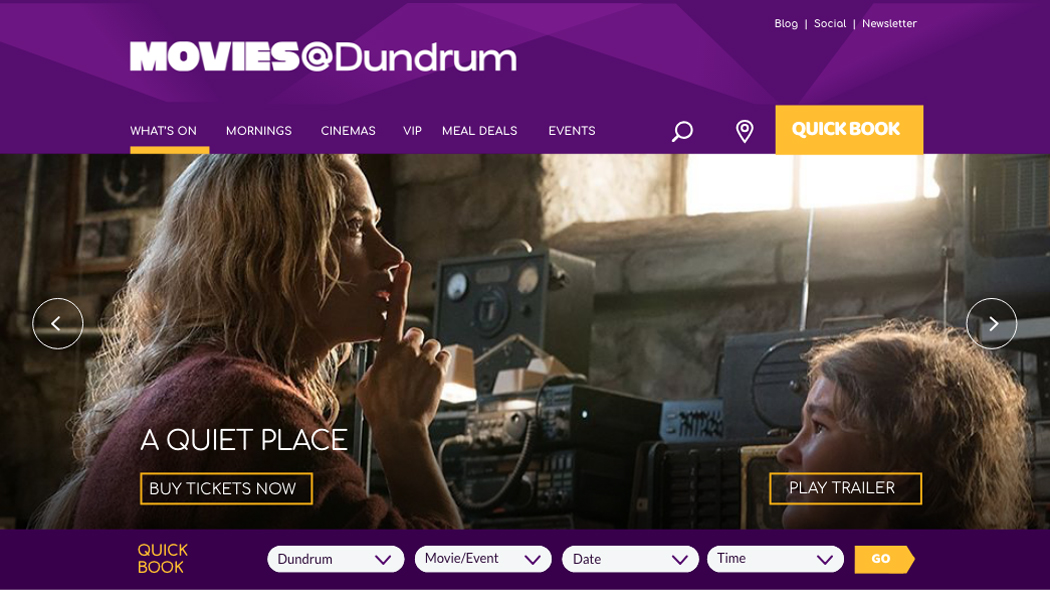 Blog | Social | Newsletter
MOVIES@Dundrum
WHAT'S ON MORNINGS CINEMAS VIP MEAL DEALS EVENTS QUICK BOOK
A QUIET PLACE
BUY TICKETS NOW PLAY TRAILER
QUICK
BOOK
Dundrum Movie/Event Date Time GO